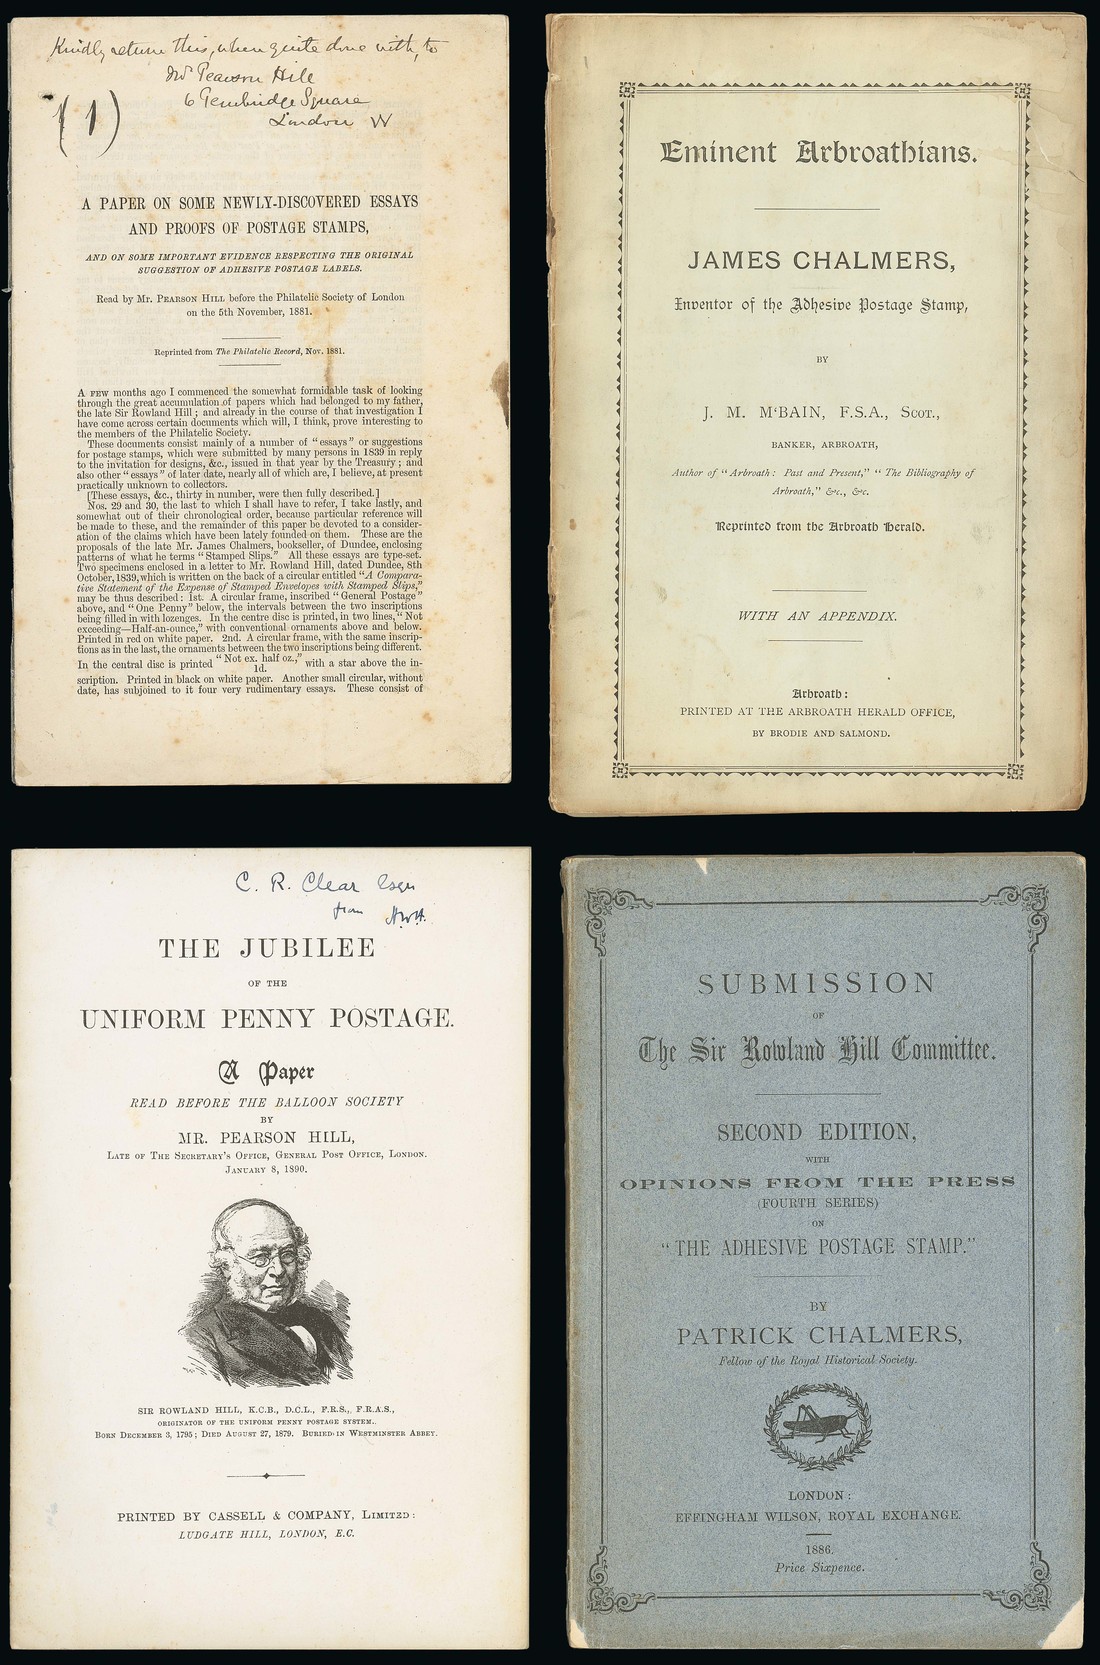 Kindly return this, when quite done with, to
Mr Pearson Hill
6 Pembridge Square
London W
(1)
A PAPER ON SOME NEWLY-DISCOVERED ESSAYS
AND PROOFS OF POSTAGE STAMPS,
AND ON SOME IMPORTANT EVIDENCE RESPECTING THE ORIGINAL
SUGGESTION OF ADHESIVE POSTAGE LABELS.
Read by Mr. PEARSON HILL before the Philatelic Society of London
on the 5th November, 1881.
Reprinted from The Philatelic Record, Nov. 1881.
A FEW months ago I commenced the somewhat formidable task of looking
through the great accumulation of papers which had belonged to my father,
the late Sir Rowland Hill; and already in the course of that investigation I
have come across certain documents which will, I think, prove interesting to
the members of the Philatelic Society.
These documents consist mainly of a number of "essays" or suggestions
for postage stamps, which were submitted by many persons in 1839 in reply
to the invitation for designs, &c., issued in that year by the Treasury; and
also other "essays" of later date, nearly all of which are, I believe, at present
practically unknown to collectors.
[These essays, &c., thirty in number, were then fully described.]
Nos. 29 and 30, the last to which I shall have to refer, I take lastly, and
somewhat out of their chronological order, because particular reference will
be made to these, and the remainder of this paper be devoted to a consider-
ation of the claims which have been lately founded on them. These are the
proposals of the late Mr. James Chalmers, bookseller, of Dundee, enclosing
patterns of what he terms "Stamped Slips." All these essays are type-set.
Two specimens enclosed in a letter to Mr. Rowland Hill, dated Dundee, 8th
October, 1839, which is written on the back of a circular entitled "A Compara-
tive Statement of the Expense of Stamped Envelopes with Stamped Slips,"
may be thus described: 1st. A circular frame, inscribed "General Postage"
above, and "One Penny" below, the intervals between the two inscriptions
being filled in with lozenges. In the centre disc is printed, in two lines, "Not
exceeding—Half-an-ounce," with conventional ornaments above and below.
Printed in red on white paper. 2nd. A circular frame, with the same inscrip-
tions as in the last, the ornaments between the two inscriptions being different.
In the central disc is printed "Not ex. half oz., 1d." with a star above the in-
scription. Printed in black on white paper. Another small circular, without
date, has subjoined to it four very rudimentary essays. These consist of
Eminent Arbroathians.
JAMES CHALMERS,
Inventor of the Adhesive Postage Stamp,
BY
J. M. M'BAIN, F.S.A., SCOT.,
BANKER, ARBROATH,
Author of "Arbroath: Past and Present," "The Bibliography of
Arbroath," &c., &c.
Reprinted from the Arbroath Herald.
WITH AN APPENDIX.
Arbroath:
PRINTED AT THE ARBROATH HERALD OFFICE,
BY BRODIE AND SALMOND.
C. R. Clear Esqr
from
THE JUBILEE
OF THE
UNIFORM PENNY POSTAGE.
A Paper
READ BEFORE THE BALLOON SOCIETY
BY
MR. PEARSON HILL,
LATE OF THE SECRETARY'S OFFICE, GENERAL POST OFFICE, LONDON.
JANUARY 8, 1890.
SIR ROWLAND HILL, K.C.B., D.C.L., F.R.S., F.R.A.S.,
ORIGINATOR OF THE UNIFORM PENNY POSTAGE SYSTEM.
BORN DECEMBER 3, 1795; DIED AUGUST 27, 1879. BURIED IN WESTMINSTER ABBEY.
PRINTED BY CASSELL & COMPANY, LIMITED:
LUDGATE HILL, LONDON, E.C.
SUBMISSION
OF
The Sir Rowland Hill Committee.
SECOND EDITION,
WITH
OPINIONS FROM THE PRESS
(FOURTH SERIES)
ON
"THE ADHESIVE POSTAGE STAMP."
BY
PATRICK CHALMERS,
Fellow of the Royal Historical Society.
LONDON:
EFFINGHAM WILSON, ROYAL EXCHANGE.
1886.
Price Sixpence.